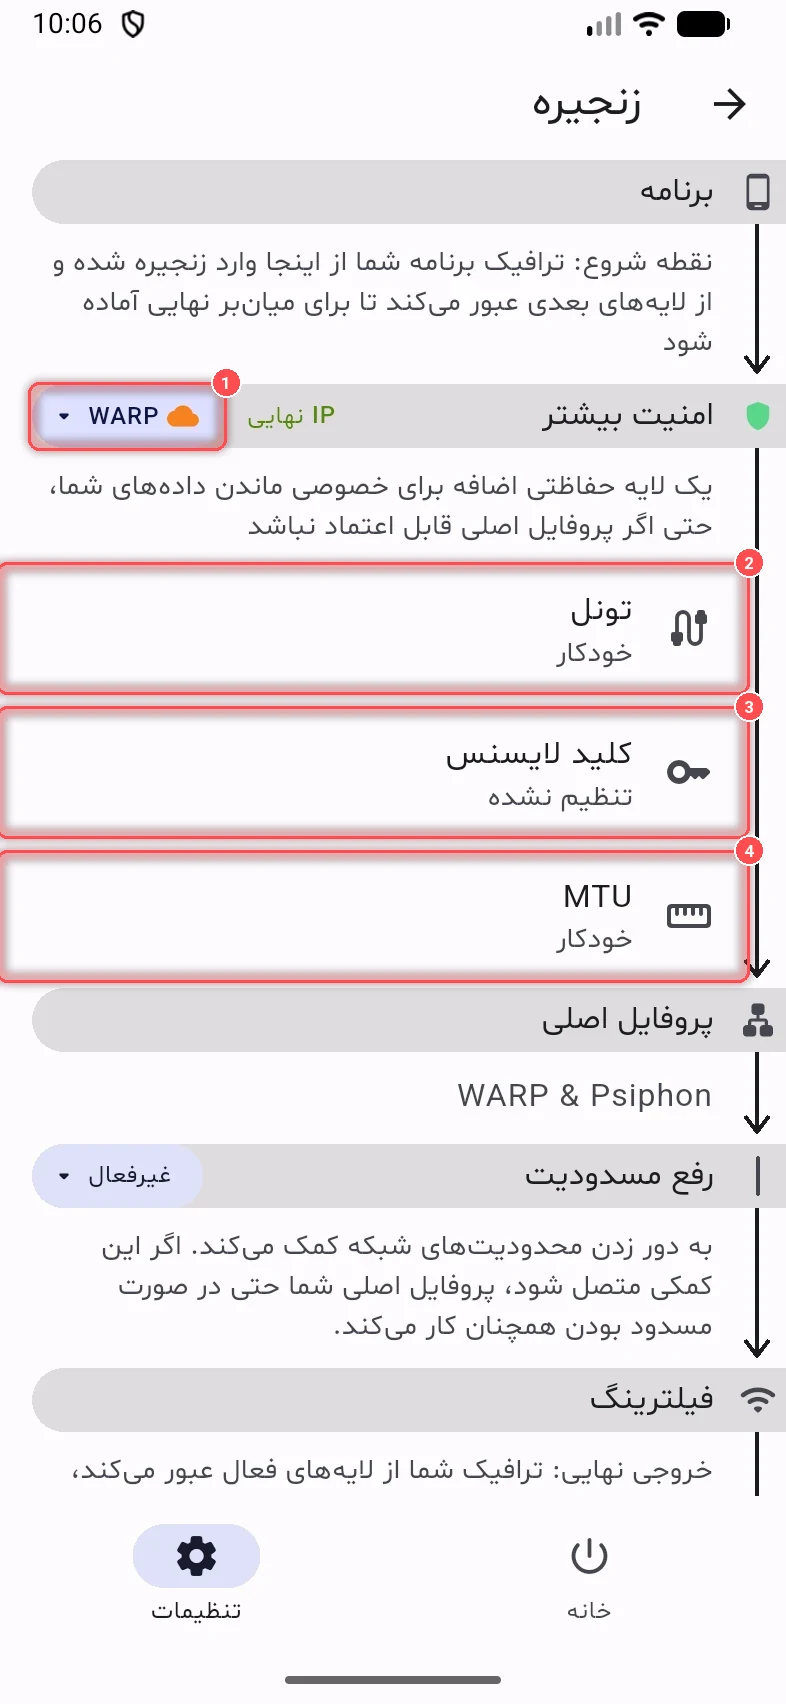 10:06
زنجیره
برنامه
نقطه شروع: ترافیک برنامه شما از اینجا وارد زنجیره شده و
از لایه‌های بعدی عبور می‌کند تا برای میان‌بر نهایی آماده
شود
امنیت بیشتر
IP نهایی
WARP
1
یک لایه حفاظتی اضافه برای خصوصی ماندن داده‌های شما،
حتی اگر پروفایل اصلی قابل اعتماد نباشد
2
تونل
خودکار
3
کلید لایسنس
تنظیم نشده
4
MTU
خودکار
پروفایل اصلی
WARP & Psiphon
رفع مسدودیت
غیرفعال
به دور زدن محدودیت‌های شبکه کمک می‌کند. اگر این
کمکی متصل شود، پروفایل اصلی شما حتی در صورت
مسدود بودن همچنان کار می‌کند.
فیلترینگ
خروجی نهایی: ترافیک شما از لایه‌های فعال عبور می‌کند،
خانه
تنظیمات